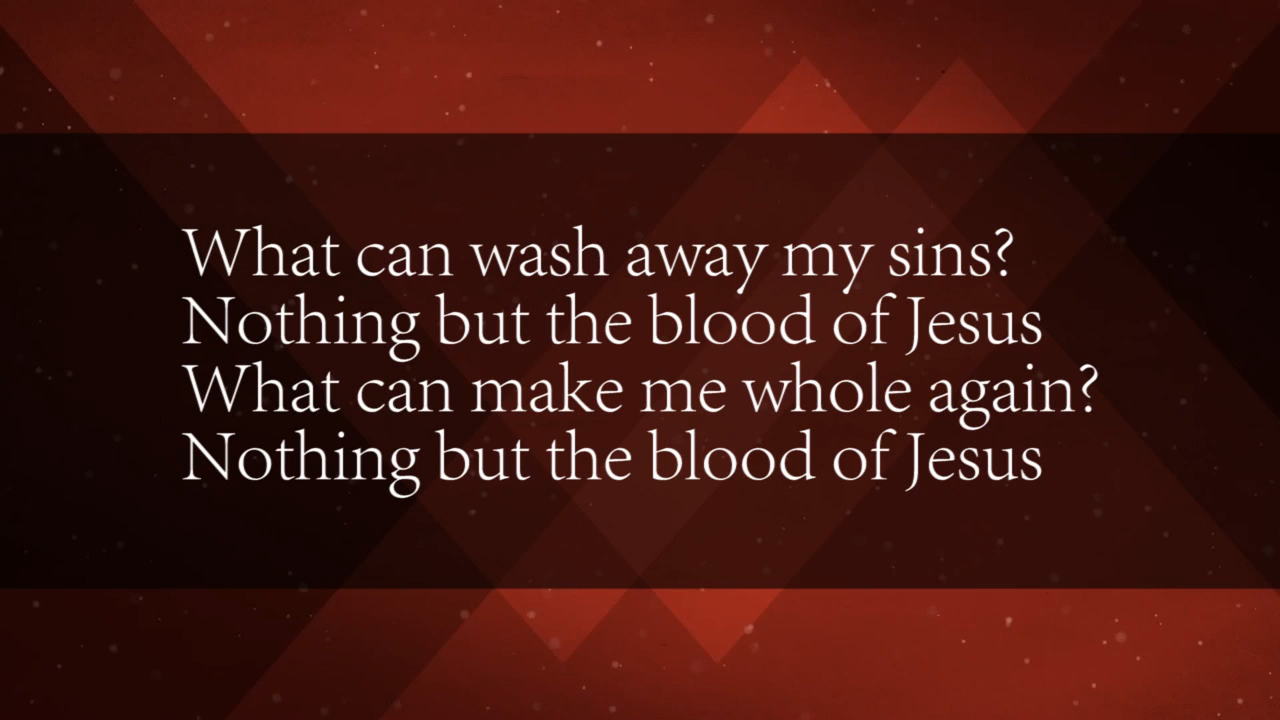 What can wash away my sins?
Nothing but the blood of Jesus
What can make me whole again?
Nothing but the blood of Jesus